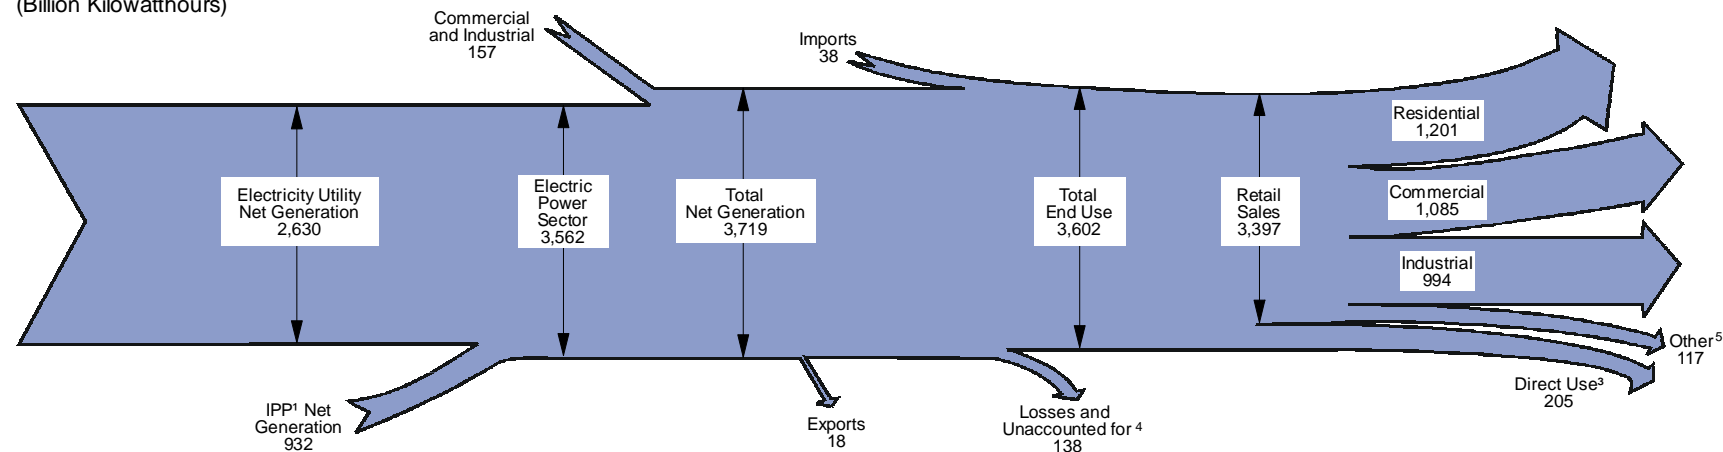 (Billion Kilowatthours)
Commercial
and Industrial
157
Imports
38
Electricity Utility
Net Generation
2,630
Electric
Power
Sector
3,562
Total
Net Generation
3,719
Total
End Use
3,602
Retail
Sales
3,397
Residential
1,201
Commercial
1,085
Industrial
994
Other⁵
117
Direct Use³
205
IPP¹ Net
Generation
932
Exports
18
Losses and
Unaccounted for ⁴
138